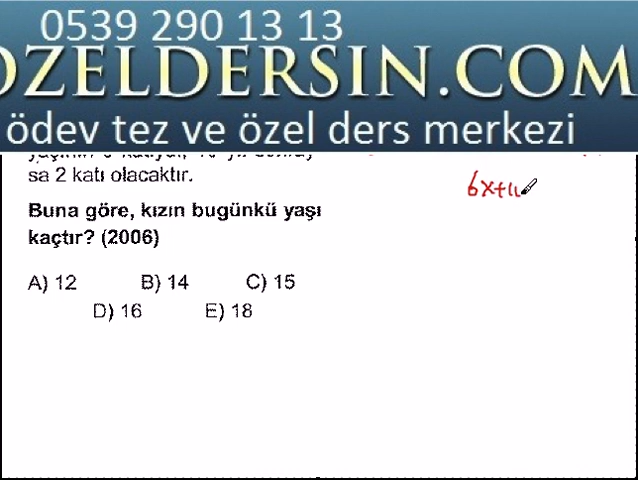 0539 290 13 13
OZELDERSIN.COM
ödev tez ve özel ders merkezi
sa 2 katı olacaktır.
6x+11
Buna göre, kızın bugünkü yaşı
kaçtır? (2006)
A) 12 B) 14 C) 15
D) 16 E) 18